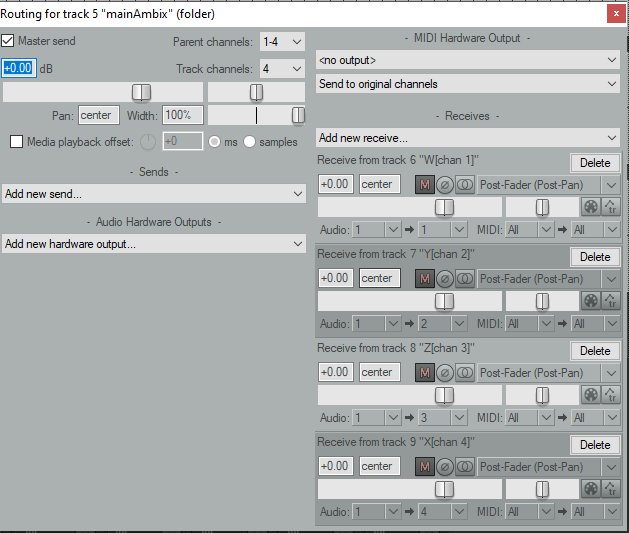 Routing for track 5 "mainAmbix" (folder)
x
Master send
Parent channels: 1-4
+0.00 dB
Track channels: 4
Pan: center Width: 100%
Media playback offset: +0 ms samples
- Sends -
Add new send...
- Audio Hardware Outputs -
Add new hardware output...
- MIDI Hardware Output -
<no output>
Send to original channels
- Receives -
Add new receive...
Receive from track 6 "W[chan 1]" Delete
+0.00 center M Ø Post-Fader (Post-Pan)
tr
Audio: 1 → 1 MIDI: All → All
Receive from track 7 "Y[chan 2]" Delete
+0.00 center M Ø Post-Fader (Post-Pan)
tr
Audio: 1 → 2 MIDI: All → All
Receive from track 8 "Z[chan 3]" Delete
+0.00 center M Ø Post-Fader (Post-Pan)
tr
Audio: 1 → 3 MIDI: All → All
Receive from track 9 "X[chan 4]" Delete
+0.00 center M Ø Post-Fader (Post-Pan)
tr
Audio: 1 → 4 MIDI: All → All